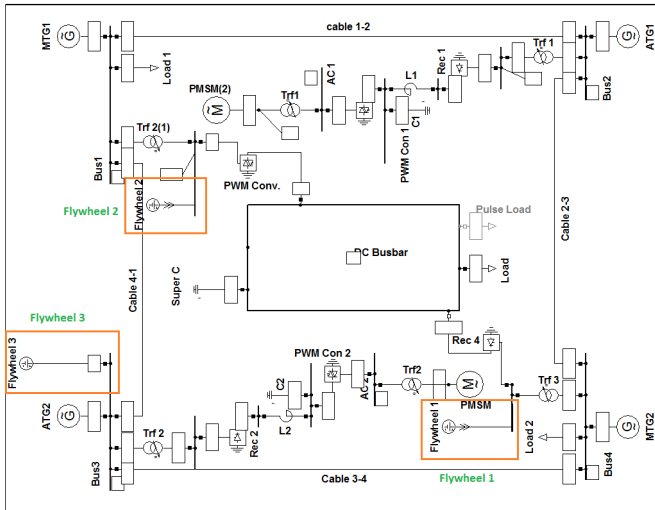 MTG1
cable 1-2
ATG1
Load 1
Trf 1
Rec 1
Bus2
AC 1
L1
PMSM(2)
Trf1
C1
PWM Con 1
Trf 2(1)
Bus1
PWM Conv.
Flywheel 2
Flywheel 2
Pulse Load
Cable 2-3
DC Busbar
Load
Cable 4-1
Super C
Flywheel 3
Flywheel 3
Rec 4
PWM Con 2
C2
AC 2
Trf2
PMSM
Trf 3
Flywheel 1
ATG2
Trf 2
Rec 2
L2
Load 2
MTG2
Bus3
Cable 3-4
Flywheel 1
Bus4
G
G
M
M
G
G